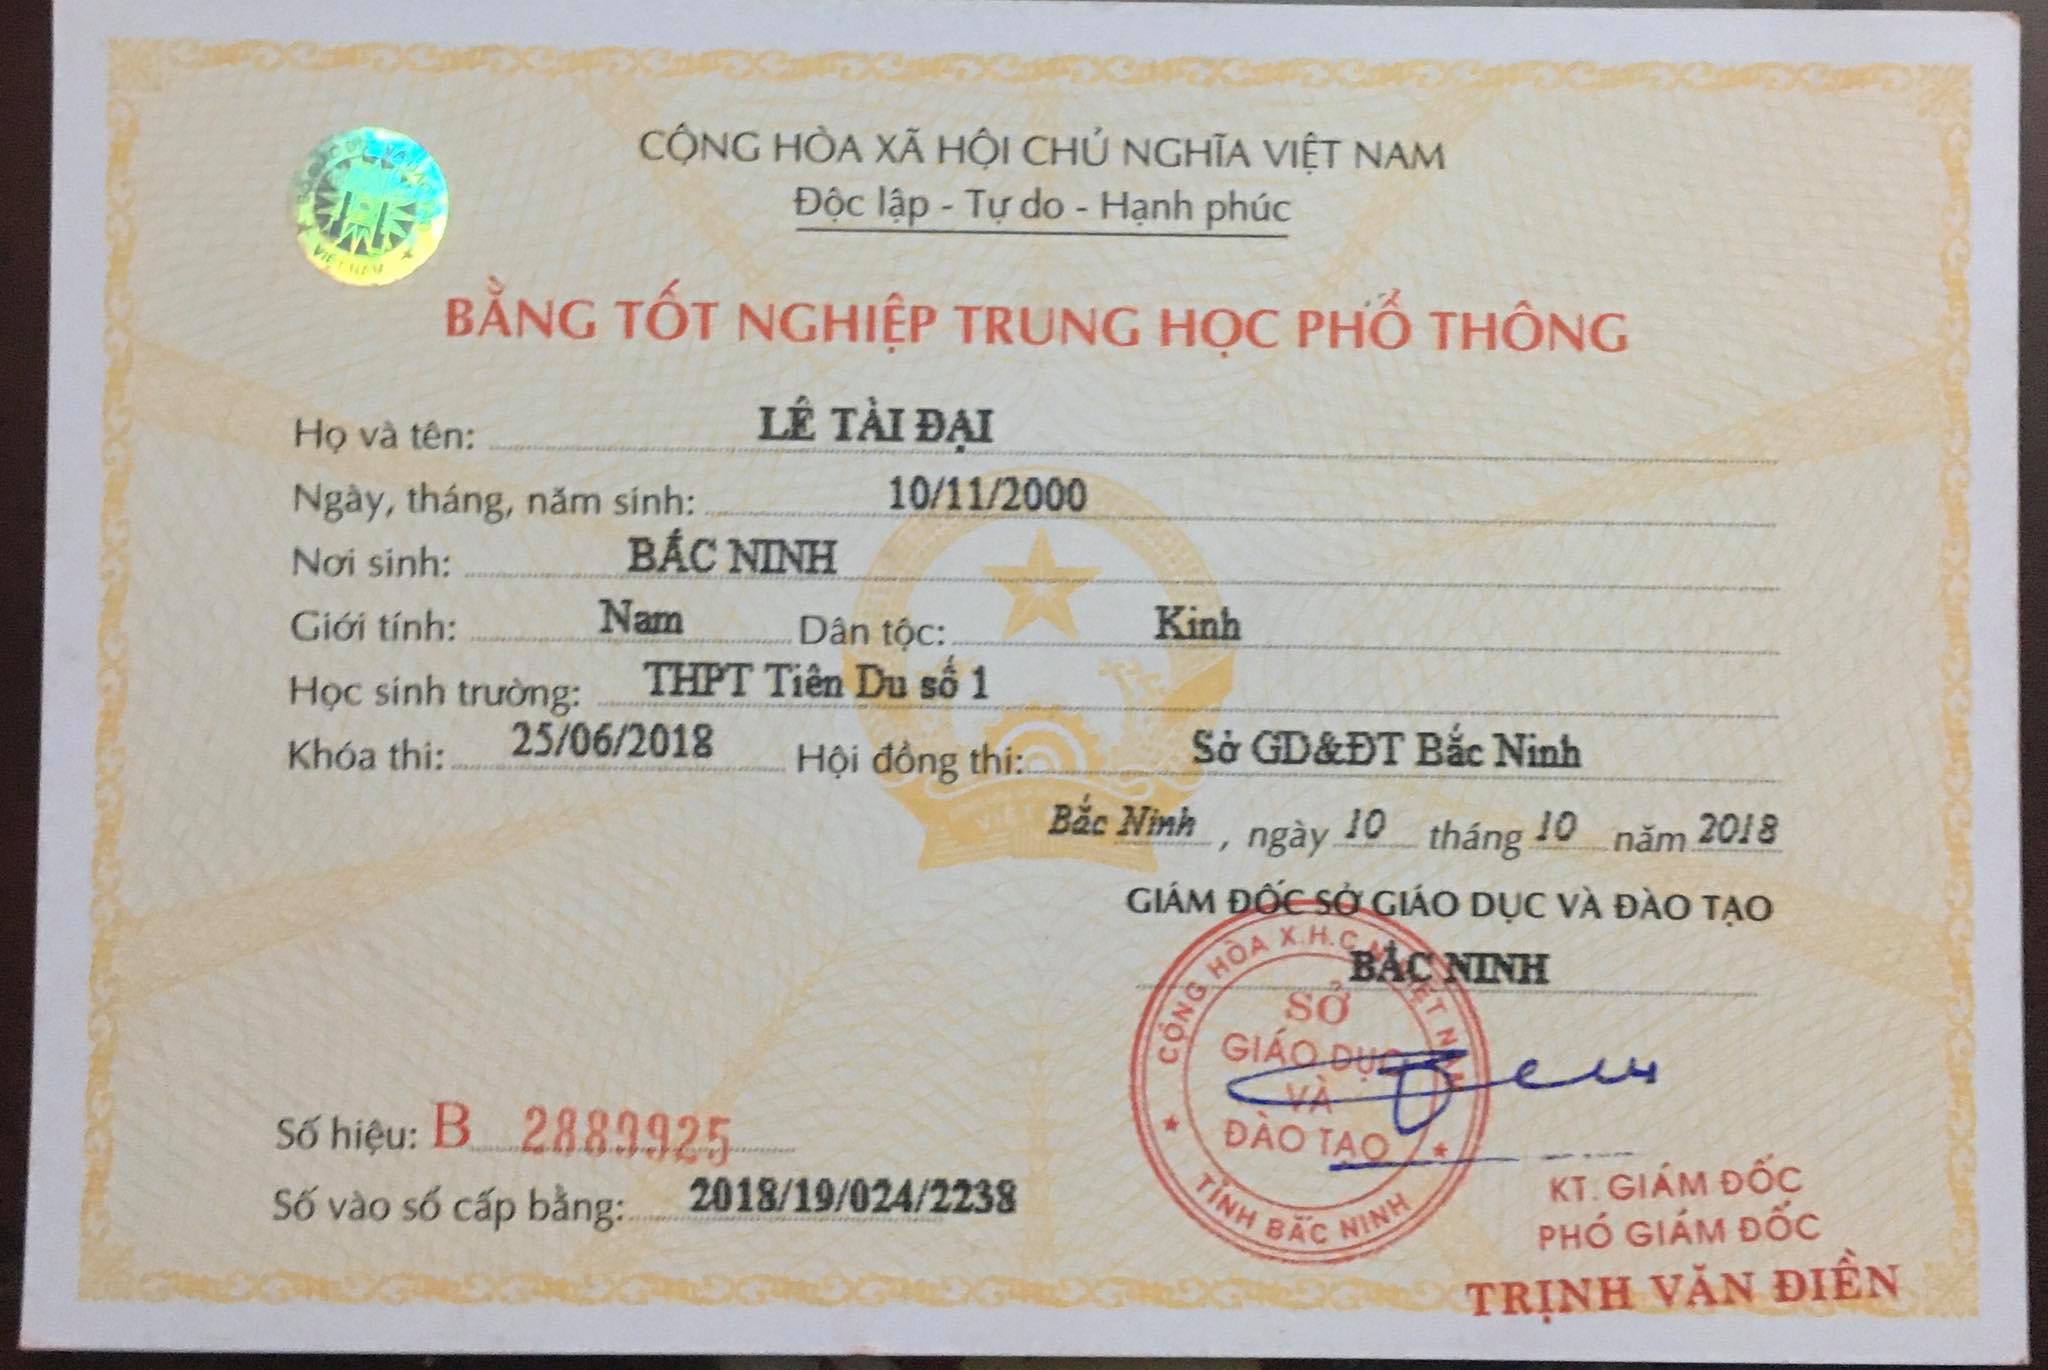 CỘNG HÒA XÃ HỘI CHỦ NGHĨA VIỆT NAM
Độc lập - Tự do - Hạnh phúc
BẰNG TỐT NGHIỆP TRUNG HỌC PHỔ THÔNG
Họ và tên: LÊ TÀI ĐẠI
Ngày, tháng, năm sinh: 10/11/2000
Nơi sinh: BẮC NINH
Giới tính: Nam Dân tộc: Kinh
Học sinh trường: THPT Tiên Du số 1
Khóa thi: 25/06/2018 Hội đồng thi: Sở GD&ĐT Bắc Ninh
Bắc Ninh, ngày 10 tháng 10 năm 2018
GIÁM ĐỐC SỞ GIÁO DỤC VÀ ĐÀO TẠO
BẮC NINH
CỘNG HÒA X.H.C.N VIỆT NAM
SỞ
GIÁO DỤC
VÀ
ĐÀO TẠO
TỈNH BẮC NINH
Số hiệu: B 2889925
Số vào sổ cấp bằng: 2018/19/024/2238
KT. GIÁM ĐỐC
PHÓ GIÁM ĐỐC
TRỊNH VĂN ĐIỀN
VIỆT NAM